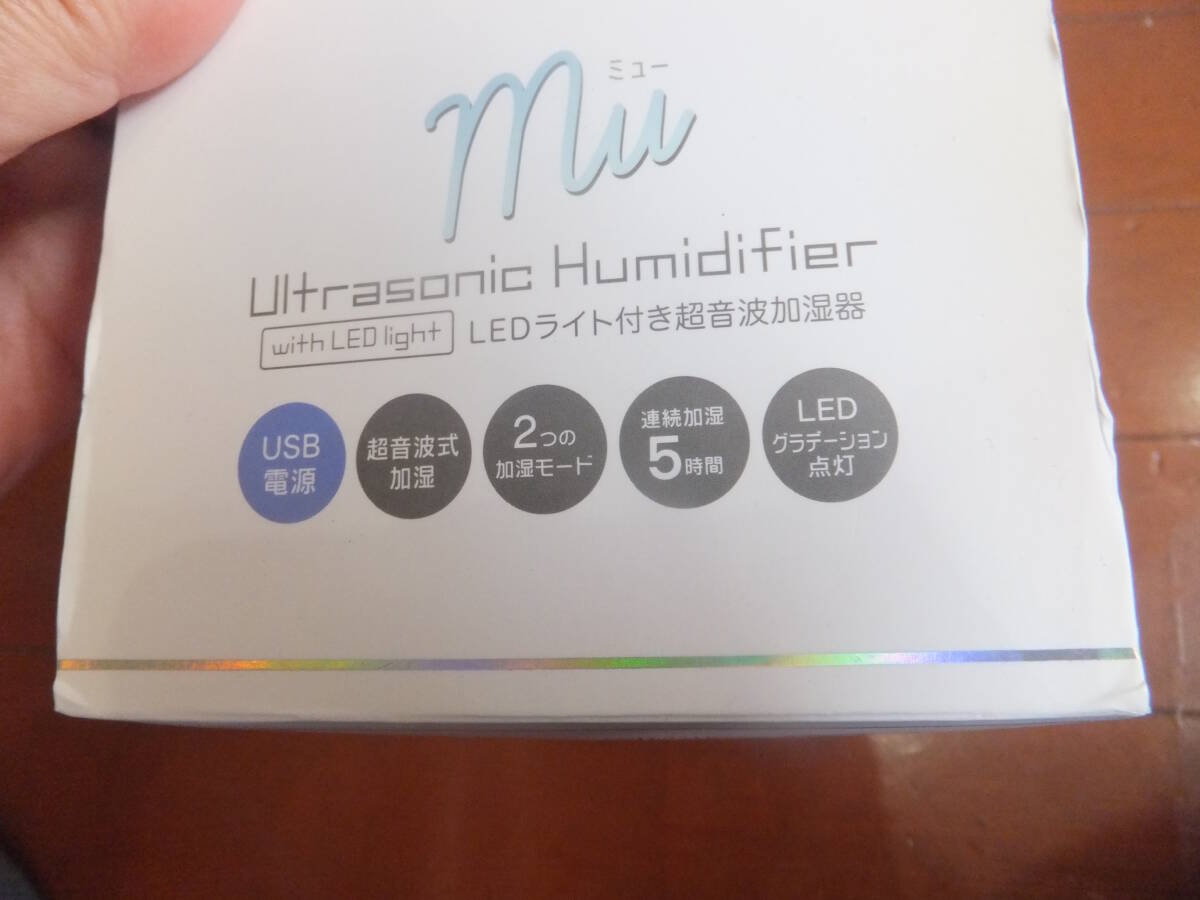 ミュー
mu
Ultrasonic Humidifier
with LED light LEDライト付き超音波加湿器
USB
電源
超音波式
加湿
2つの
加湿モード
連続加湿
5時間
LED
グラデーション
点灯